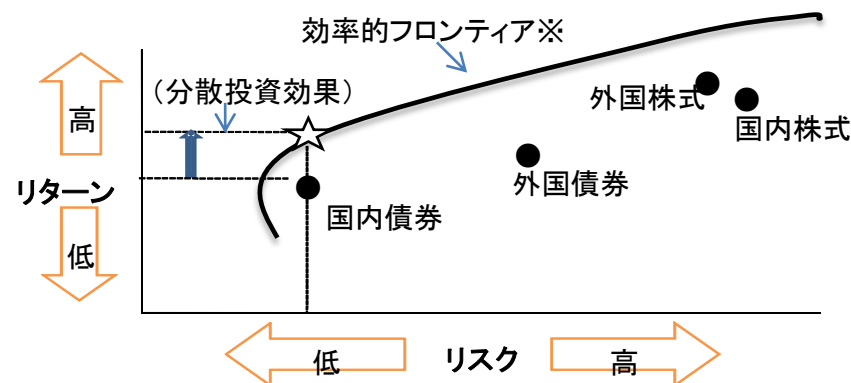 効率的フロンティア※
（分散投資効果）
高
外国株式
国内株式
外国債券
リターン
国内債券
低
低
リスク
高